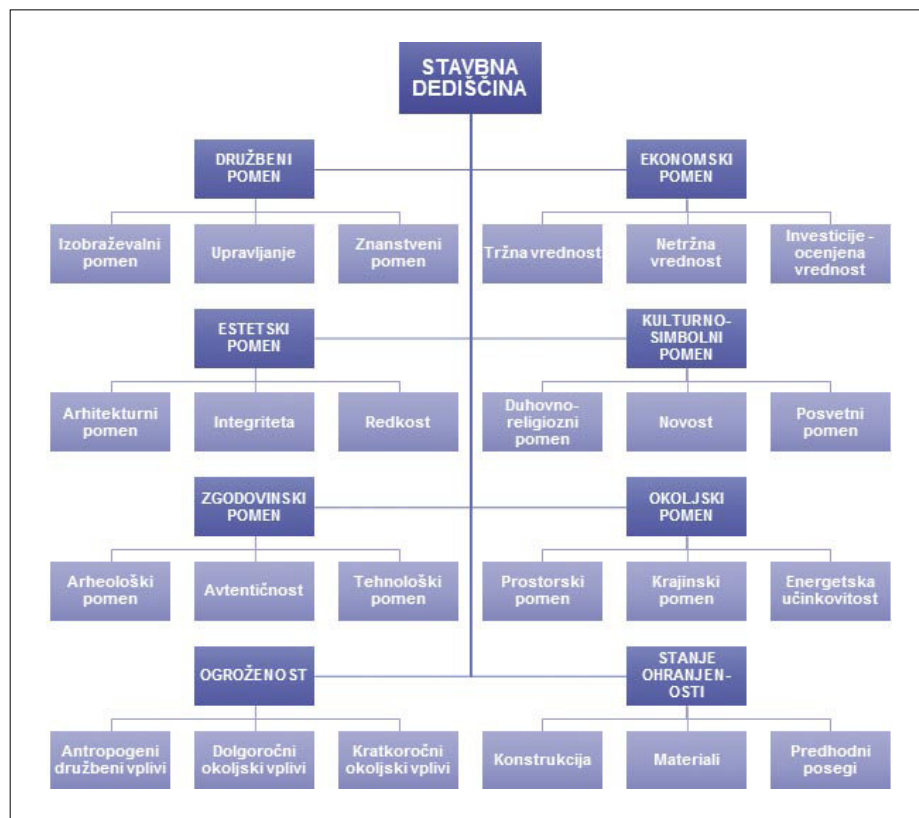 STAVBNA
DEDIŠČINA
DRUŽBENI
POMEN
EKONOMSKI
POMEN
Izobraževalni
pomen
Upravljanje
Znanstveni
pomen
Tržna vrednost
Netržna
vrednost
Investicije -
ocenjena
vrednost
ESTETSKI
POMEN
KULTURNO-
SIMBOLNI
POMEN
Arhitekturni
pomen
Integriteta
Redkost
Duhovno-
religiozni
pomen
Novost
Posvetni
pomen
ZGODOVINSKI
POMEN
OKOLJSKI
POMEN
Arheološki
pomen
Avtentičnost
Tehnološki
pomen
Prostorski
pomen
Krajinski
pomen
Energetska
učinkovitost
OGROŽENOST
STANJE
OHRANJEN-
OSTI
Antropogeni
družbeni vplivi
Dolgoročni
okoljski vplivi
Kratkoročni
okoljski vplivi
Konstrukcija
Materiali
Predhodni
posegi